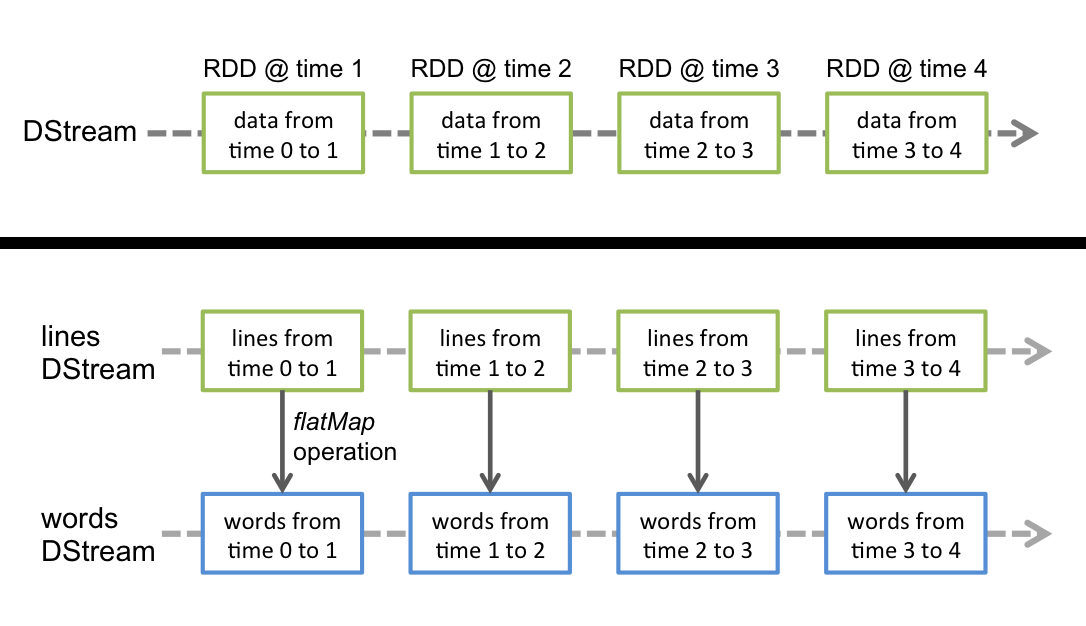 RDD @ time 1
RDD @ time 2
RDD @ time 3
RDD @ time 4
DStream
data from
time 0 to 1
data from
time 1 to 2
data from
time 2 to 3
data from
time 3 to 4
lines
DStream
lines from
time 0 to 1
lines from
time 1 to 2
lines from
time 2 to 3
lines from
time 3 to 4
flatMap
operation
words
DStream
words from
time 0 to 1
words from
time 1 to 2
words from
time 2 to 3
words from
time 3 to 4